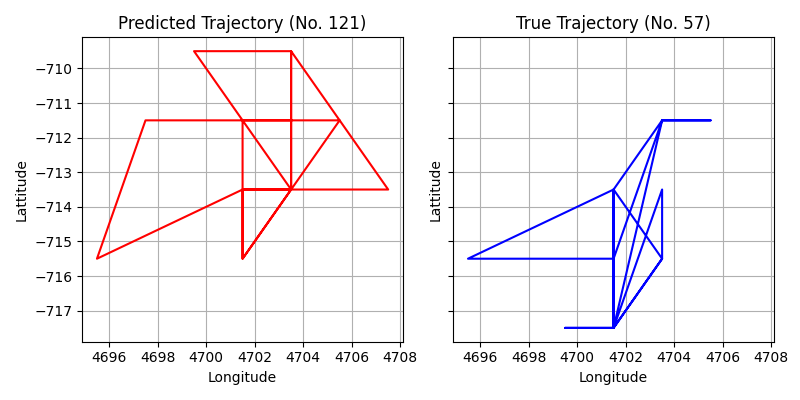 Predicted Trajectory (No. 121)
True Trajectory (No. 57)
Lattitude
−710
−711
−712
−713
−714
−715
−716
−717
4696 4698 4700 4702 4704 4706 4708
Longitude
Lattitude
4696 4698 4700 4702 4704 4706 4708
Longitude